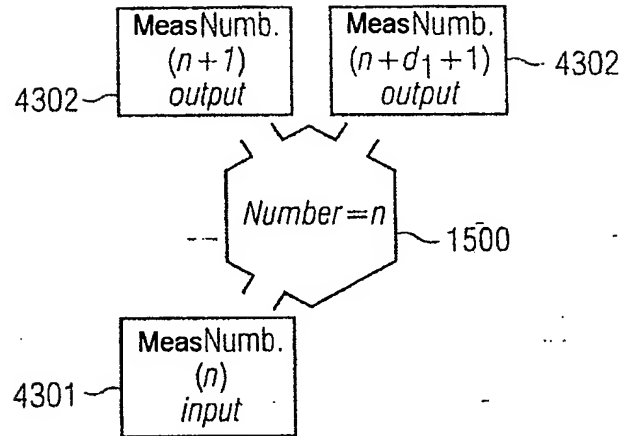 MeasNumb.
(n+1)
output
4302
MeasNumb.
(n+d₁+1)
output
4302
Number=n
1500
MeasNumb.
(n)
input
4301